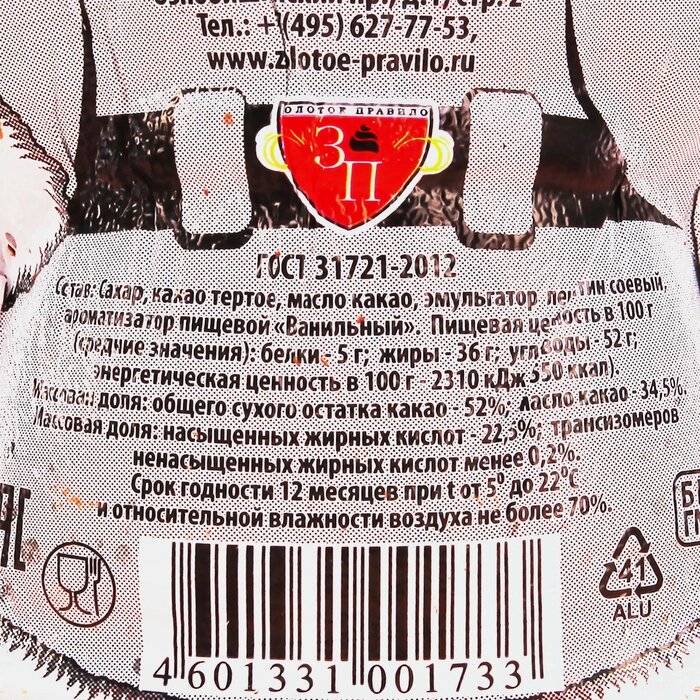 Тел.: +7(495) 627-77-53,
www.zlotoe-pravilo.ru
ЗОЛОТОЕ ПРАВИЛО
З
П
ГОСТ 31721-2012
Состав: Сахар, какао тертое, масло какао, эмульгатор лецитин соевый,
ароматизатор пищевой «Ванильный». Пищевая ценность в 100 г
(средние значения): белки - 5 г; жиры - 36 г; углеводы - 52 г;
энергетическая ценность в 100 г - 2310 кДж (550 ккал).
Массовая доля: общего сухого остатка какао - 52%; масло какао - 34,5%.
Массовая доля: насыщенных жирных кислот - 22,5%; трансизомеров
ненасыщенных жирных кислот менее 0,2%.
Срок годности 12 месяцев при t от 5° до 22°С
и относительной влажности воздуха не более 70%.
EAC
41
ALU
4 601331 001733